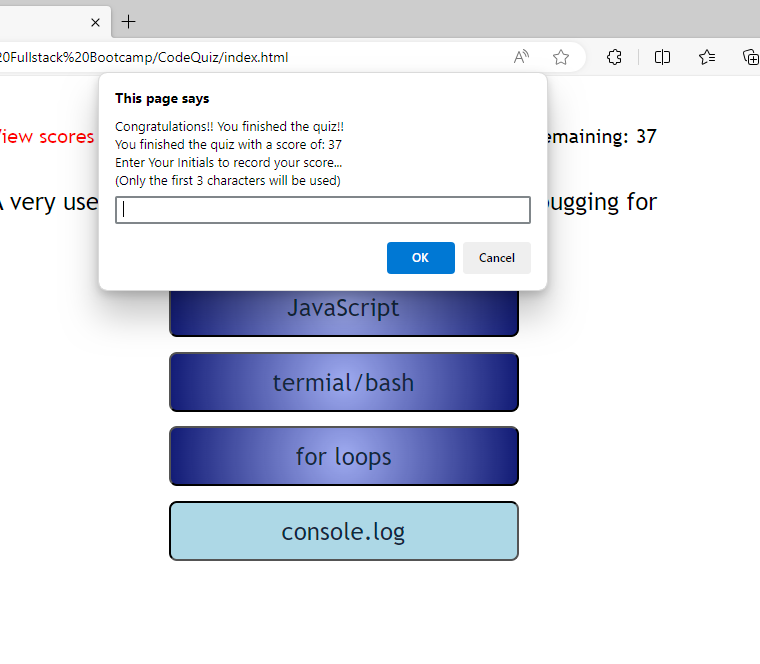 20Fullstack%20Bootcamp/CodeQuiz/index.html
This page says
Congratulations!! You finished the quiz!!
You finished the quiz with a score of: 37
Enter Your Initials to record your score...
(Only the first 3 characters will be used)
OK
Cancel
View scores
emaining: 37
A very use
ugging for
JavaScript
termial/bash
for loops
console.log